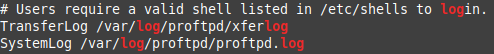 # Users require a valid shell listed in /etc/shells to login.
TransferLog /var/log/proftpd/xferlog
SystemLog /var/log/proftpd/proftpd.log